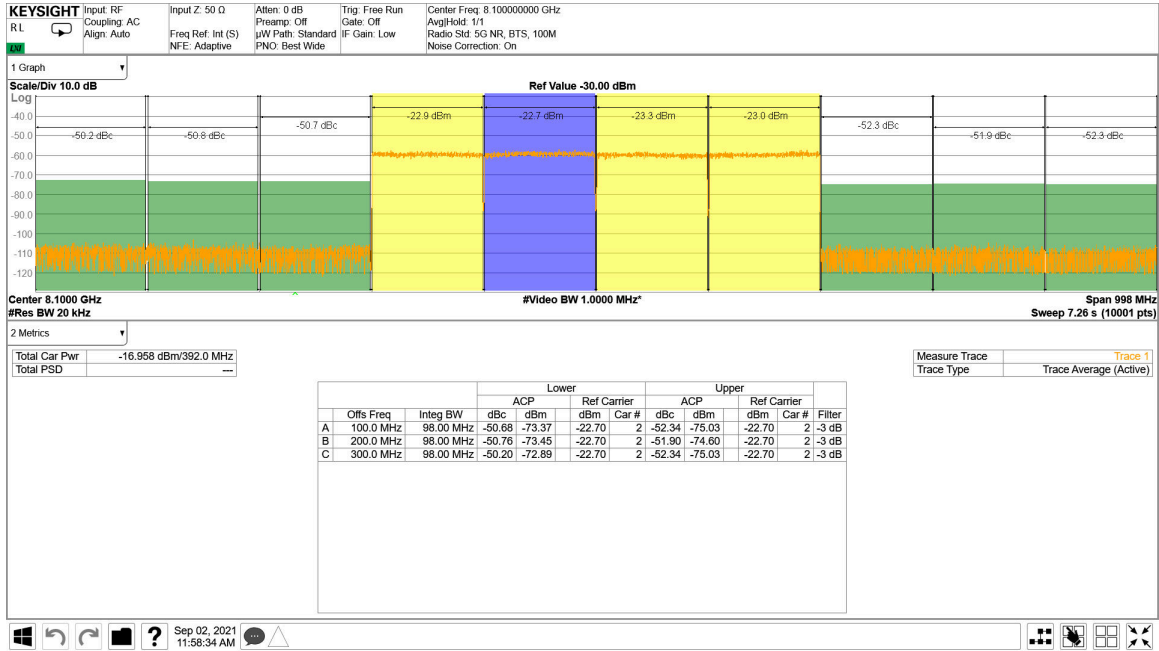 KEYSIGHT Input: RF Input Z: 50 Ω Atten: 0 dB Trig: Free Run Center Freq: 8.100000000 GHz
R L Coupling: AC Preamp: Off Gate: Off Avg|Hold: 1/1
Align: Auto Freq Ref: Int (S) µW Path: Standard IF Gain: Low Radio Std: 5G NR, BTS, 100M
LXI NFE: Adaptive PNO: Best Wide Noise Correction: On
1 Graph
Scale/Div 10.0 dB Ref Value -30.00 dBm
Log
-40.0 -22.9 dBm -22.7 dBm -23.3 dBm -23.0 dBm
-50.7 dBc -52.3 dBc
-50.0 -50.2 dBc -50.8 dBc -51.9 dBc -52.3 dBc
-60.0
-70.0
-80.0
-90.0
-100
-110
-120
Center 8.1000 GHz #Video BW 1.0000 MHz* Span 998 MHz
#Res BW 20 kHz Sweep 7.26 s (10001 pts)
2 Metrics
Total Car Pwr -16.958 dBm/392.0 MHz Measure Trace Trace 1
Total PSD --- Trace Type Trace Average (Active)
Lower Upper
ACP Ref Carrier ACP Ref Carrier
Offs Freq Integ BW dBc dBm dBm Car # dBc dBm dBm Car # Filter
A 100.0 MHz 98.00 MHz -50.68 -73.37 -22.70 2 -52.34 -75.03 -22.70 2 -3 dB
B 200.0 MHz 98.00 MHz -50.76 -73.45 -22.70 2 -51.90 -74.60 -22.70 2 -3 dB
C 300.0 MHz 98.00 MHz -50.20 -72.89 -22.70 2 -52.34 -75.03 -22.70 2 -3 dB
? Sep 02, 2021
11:58:34 AM